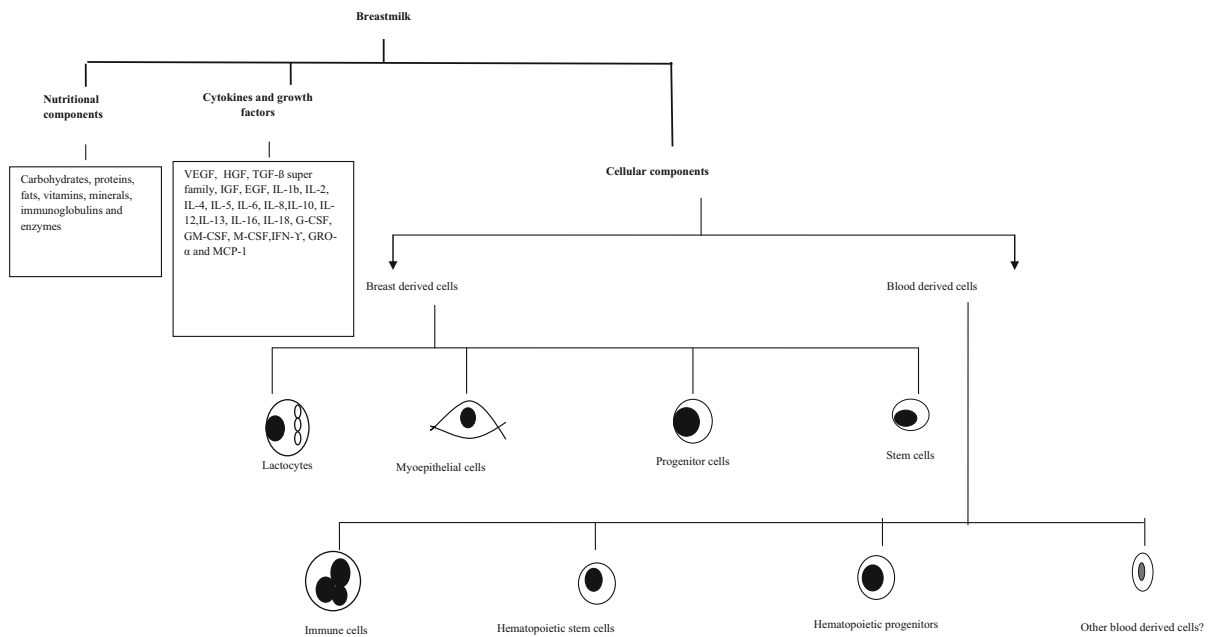 Breastmilk
Nutritional
components
Cytokines and growth
factors
Carbohydrates, proteins,
fats, vitamins, minerals,
immunoglobulins and
enzymes
VEGF, HGF, TGF-ß super
family, IGF, EGF, IL-1b, IL-2,
IL-4, IL-5, IL-6, IL-8,IL-10, IL-
12,IL-13, IL-16, IL-18, G-CSF,
GM-CSF, M-CSF,IFN-ϒ, GRO-
α and MCP-1
Cellular components
Breast derived cells
Blood derived cells
Lactocytes
Myoepithelial cells
Progenitor cells
Stem cells
Immune cells
Hematopoietic stem cells
Hematopoietic progenitors
Other blood derived cells?